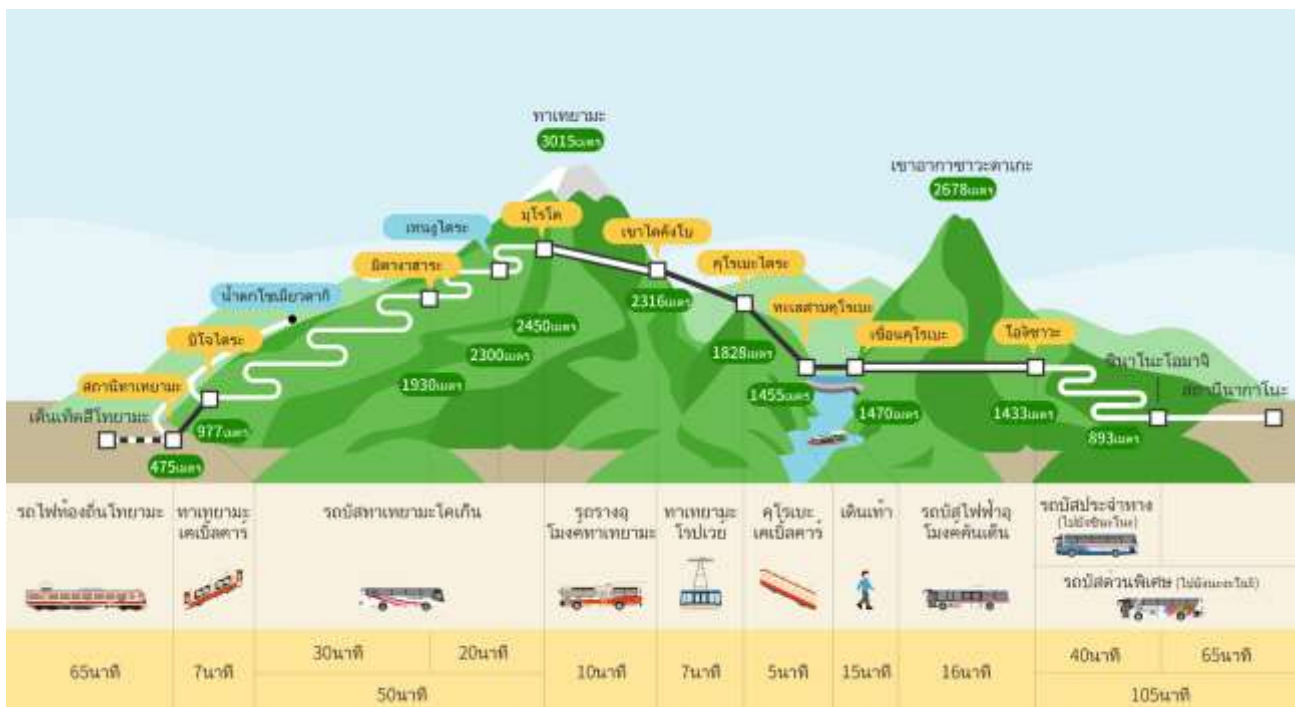 ทาเทยามะ
3015เมตร
เขาอากาซาวะดาเกะ
2678เมตร
มุโรโด
เทนงูไดระ
เขาไดคังโบ
มิดางาฮาระ
คุโรเบะไดระ
น้ำตกโชเมียวดากิ
2316เมตร
ทะเลสาบคุโรเบะ
บิโจไดระ
2450เมตร
เขื่อนคุโรเบะ
โองิซาวะ
2300เมตร
1828เมตร
ชินาโนะโอมาจิ
สถานีทาเทยามะ
1930เมตร
1455เมตร
สถานีนากาโนะ
เด็นเท็ตสึโทยามะ
977เมตร
1470เมตร
1433เมตร
893เมตร
475เมตร
รถไฟท้องถิ่นโทยามะ
ทาเทยามะ
เคเบิ้ลคาร์
รถบัสทาเทยามะโคเก็น
รถรางอุ
โมงค์ทาเทยามะ
ทาเทยามะ
โรปเวย์
คุโรเบะ
เคเบิ้ลคาร์
เดินเท้า
รถบัสไฟฟ้าอุ
โมงค์คันเด็น
รถบัสประจำทาง
รถบัสด่วนพิเศษ
65นาที
7นาที
30นาที
20นาที
50นาที
10นาที
7นาที
5นาที
15นาที
16นาที
40นาที
65นาที
105นาที